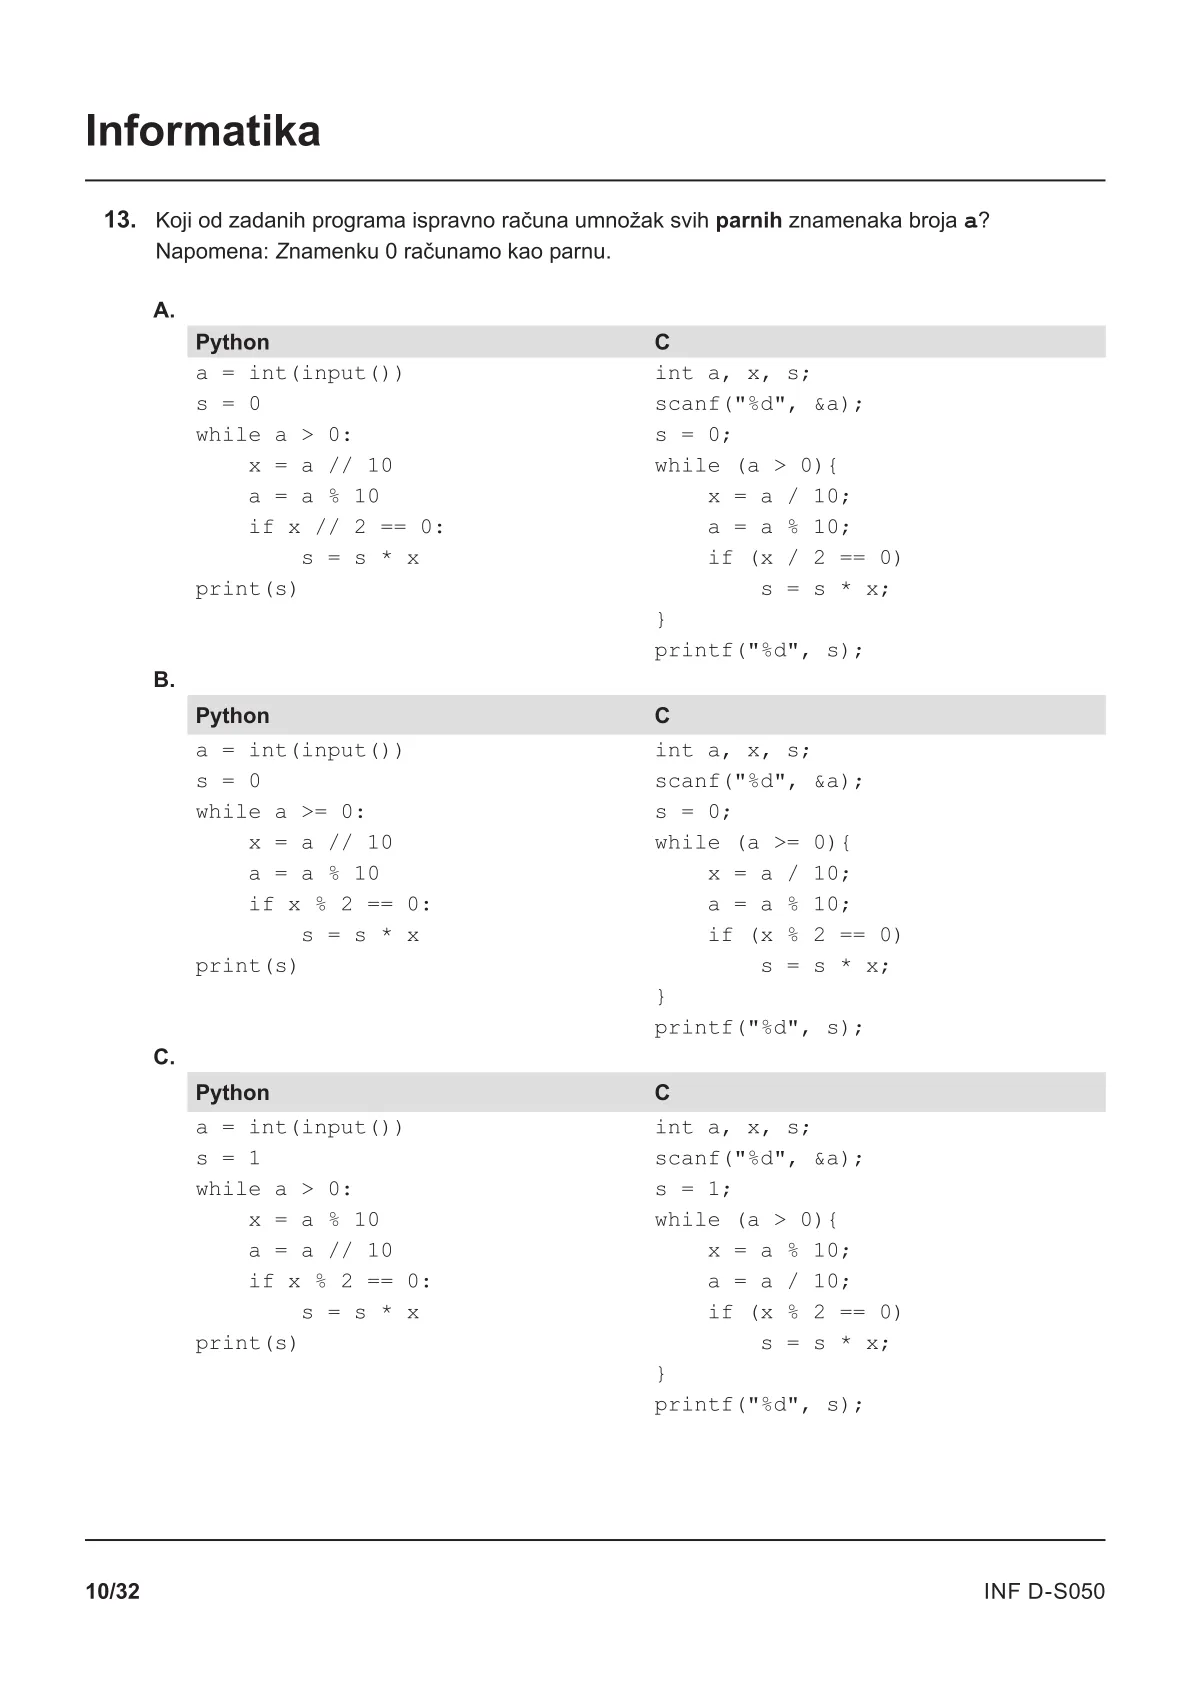 Informatika
13. Koji od zadanih programa ispravno računa umnožak svih parnih znamenaka broja a?
Napomena: Znamenku 0 računamo kao parnu.
A.
Python C
a = int(input()) int a, x, s;
s = 0 scanf("%d", &a);
while a > 0: s = 0;
x = a // 10 while (a > 0){
a = a % 10 x = a / 10;
if x // 2 == 0: a = a % 10;
s = s * x if (x / 2 == 0)
print(s) s = s * x;
}
printf("%d", s);
B.
Python C
a = int(input()) int a, x, s;
s = 0 scanf("%d", &a);
while a >= 0: s = 0;
x = a // 10 while (a >= 0){
a = a % 10 x = a / 10;
if x % 2 == 0: a = a % 10;
s = s * x if (x % 2 == 0)
print(s) s = s * x;
}
printf("%d", s);
C.
Python C
a = int(input()) int a, x, s;
s = 1 scanf("%d", &a);
while a > 0: s = 1;
x = a % 10 while (a > 0){
a = a // 10 x = a % 10;
if x % 2 == 0: a = a / 10;
s = s * x if (x % 2 == 0)
print(s) s = s * x;
}
printf("%d", s);
10/32 INF D-S050